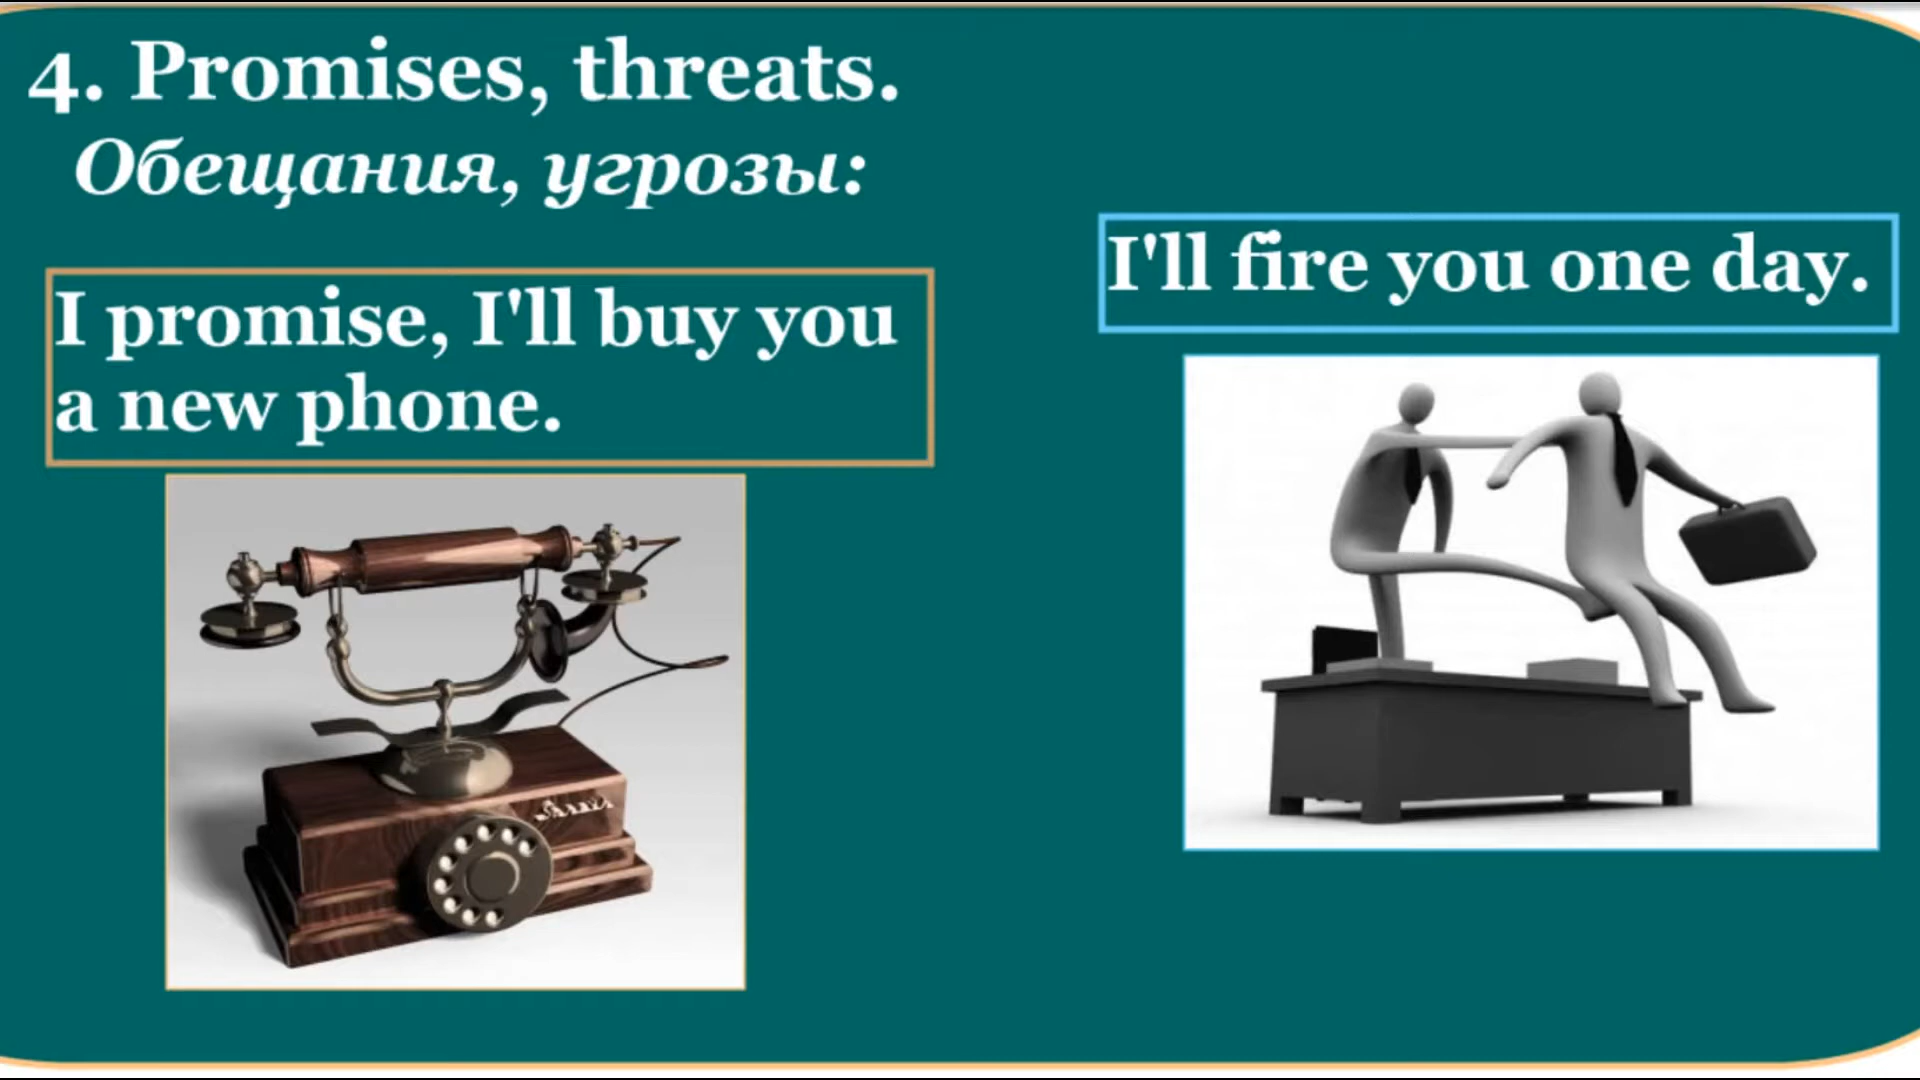 4. Promises, threats.
Обещания, угрозы:
I promise, I'll buy you
a new phone.
I'll fire you one day.